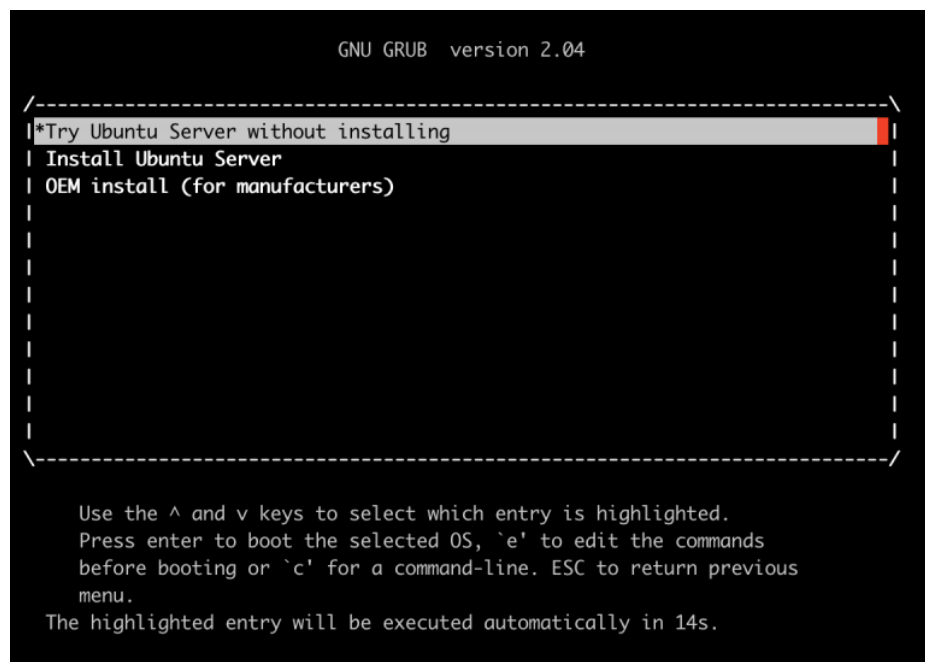 GNU GRUB  version 2.04
/----------------------------------------------------------------------------\
|*Try Ubuntu Server without installing                                       |
| Install Ubuntu Server                                                      |
| OEM install (for manufacturers)                                            |
|                                                                            |
|                                                                            |
|                                                                            |
|                                                                            |
|                                                                            |
|                                                                            |
|                                                                            |
|                                                                            |
|                                                                            |
\----------------------------------------------------------------------------/
Use the ^ and v keys to select which entry is highlighted.
Press enter to boot the selected OS, `e' to edit the commands
before booting or `c' for a command-line. ESC to return previous
menu.
The highlighted entry will be executed automatically in 14s.